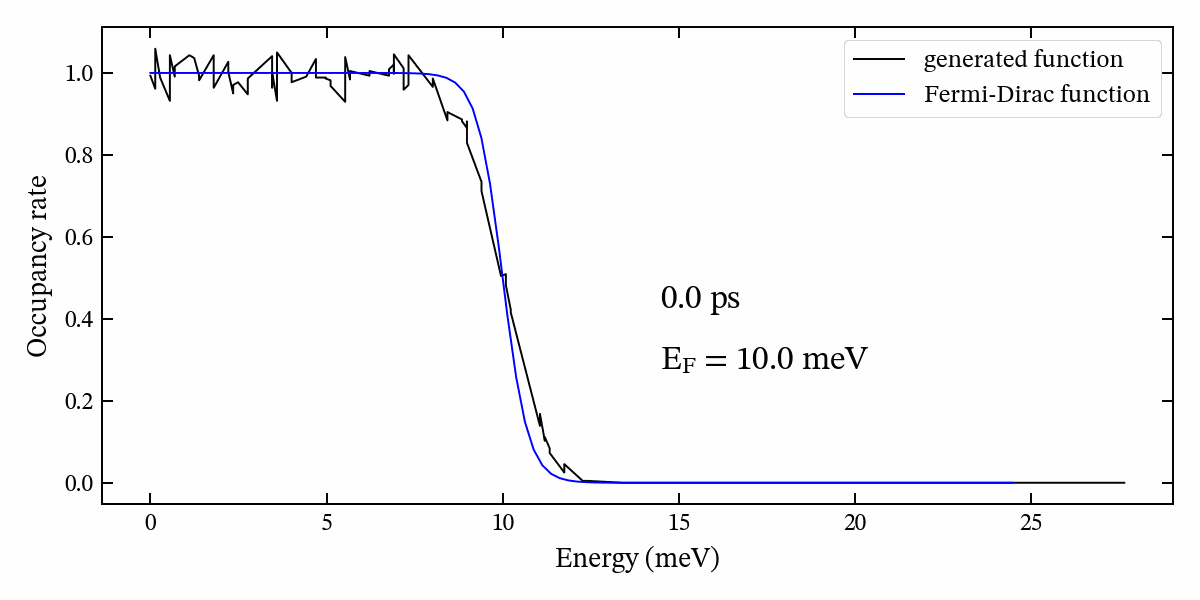 generated function
Fermi-Dirac function
1.0
0.8
0.6
0.4
0.2
0.0
Occupancy rate
0.0 ps
E_F = 10.0 meV
0 5 10 15 20 25
Energy (meV)